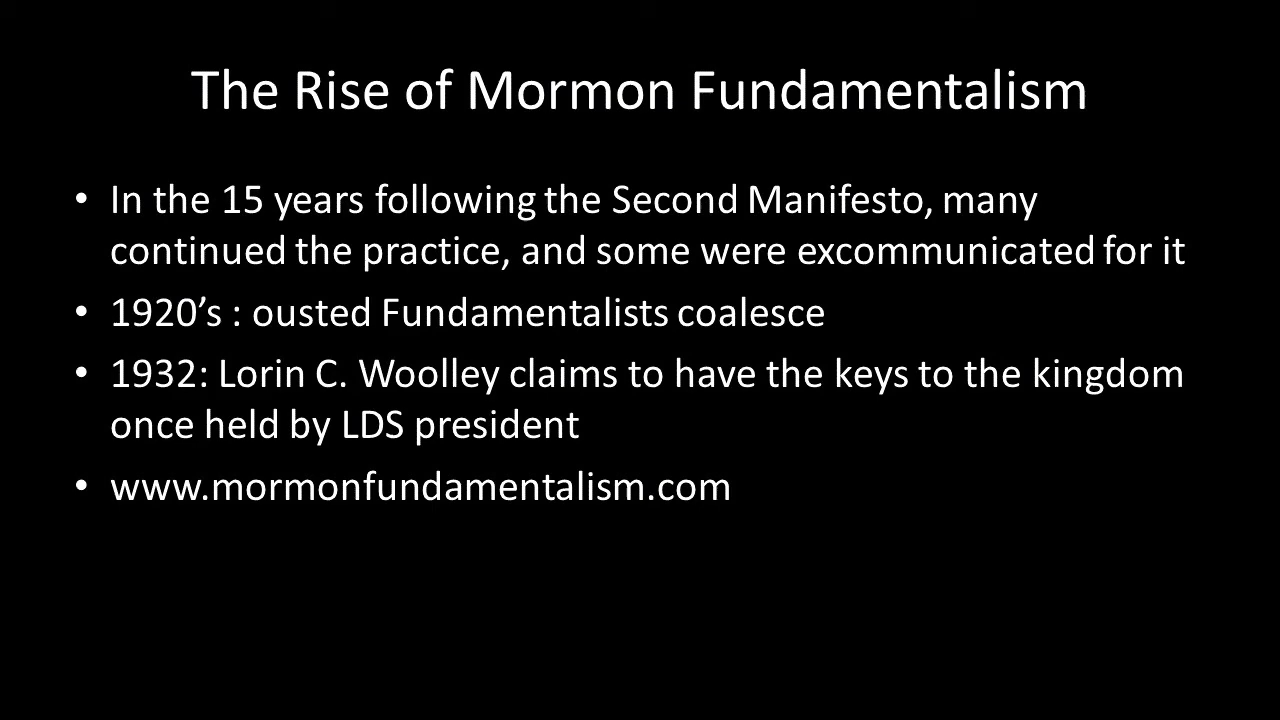 The Rise of Mormon Fundamentalism
• In the 15 years following the Second Manifesto, many
continued the practice, and some were excommunicated for it
• 1920’s : ousted Fundamentalists coalesce
• 1932: Lorin C. Woolley claims to have the keys to the kingdom
once held by LDS president
• www.mormonfundamentalism.com